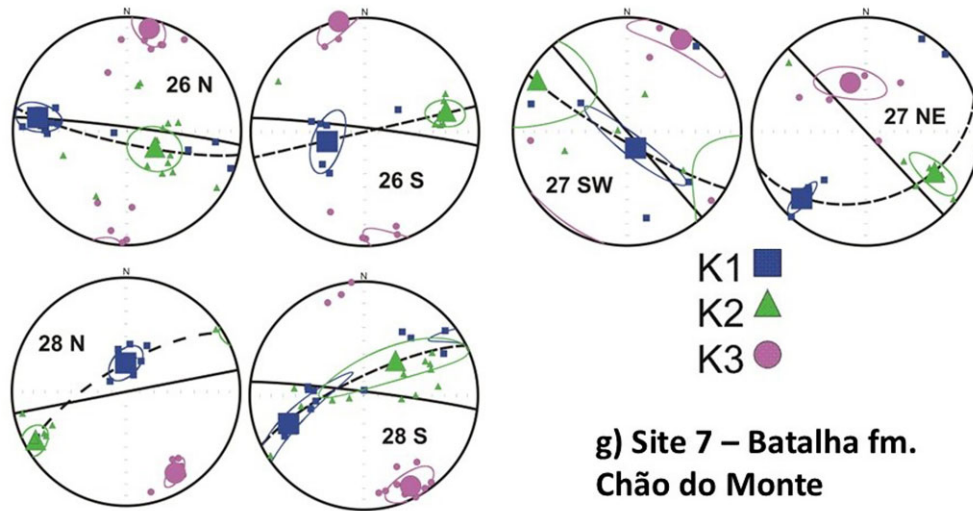 N
26 N
N
26 S
N
27 SW
N
27 NE
K1
K2
K3
N
28 N
N
28 S
g) Site 7 – Batalha fm.
Chão do Monte